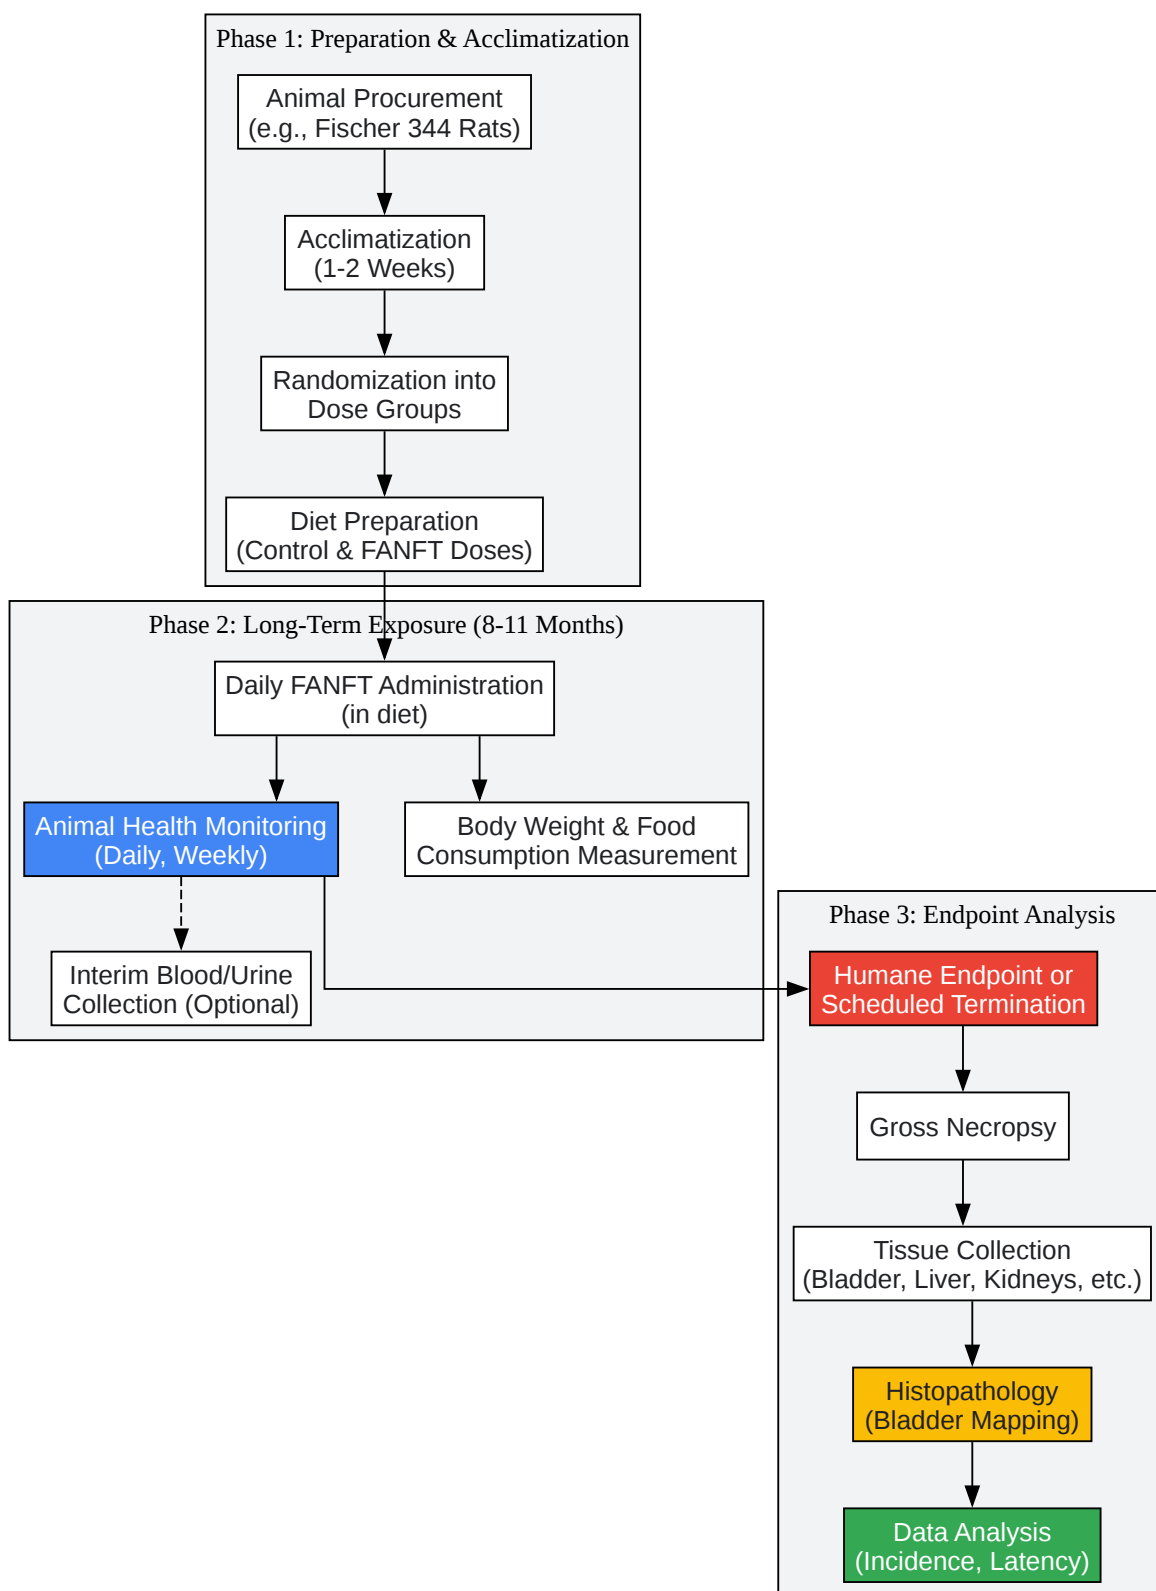 Phase 1: Preparation & Acclimatization
Animal Procurement
(e.g., Fischer 344 Rats)
Acclimatization
(1-2 Weeks)
Randomization into
Dose Groups
Diet Preparation
(Control & FANFT Doses)
Phase 2: Long-Term Exposure (8-11 Months)
Daily FANFT Administration
(in diet)
Animal Health Monitoring
(Daily, Weekly)
Body Weight & Food
Consumption Measurement
Interim Blood/Urine
Collection (Optional)
Phase 3: Endpoint Analysis
Humane Endpoint or
Scheduled Termination
Gross Necropsy
Tissue Collection
(Bladder, Liver, Kidneys, etc.)
Histopathology
(Bladder Mapping)
Data Analysis
(Incidence, Latency)